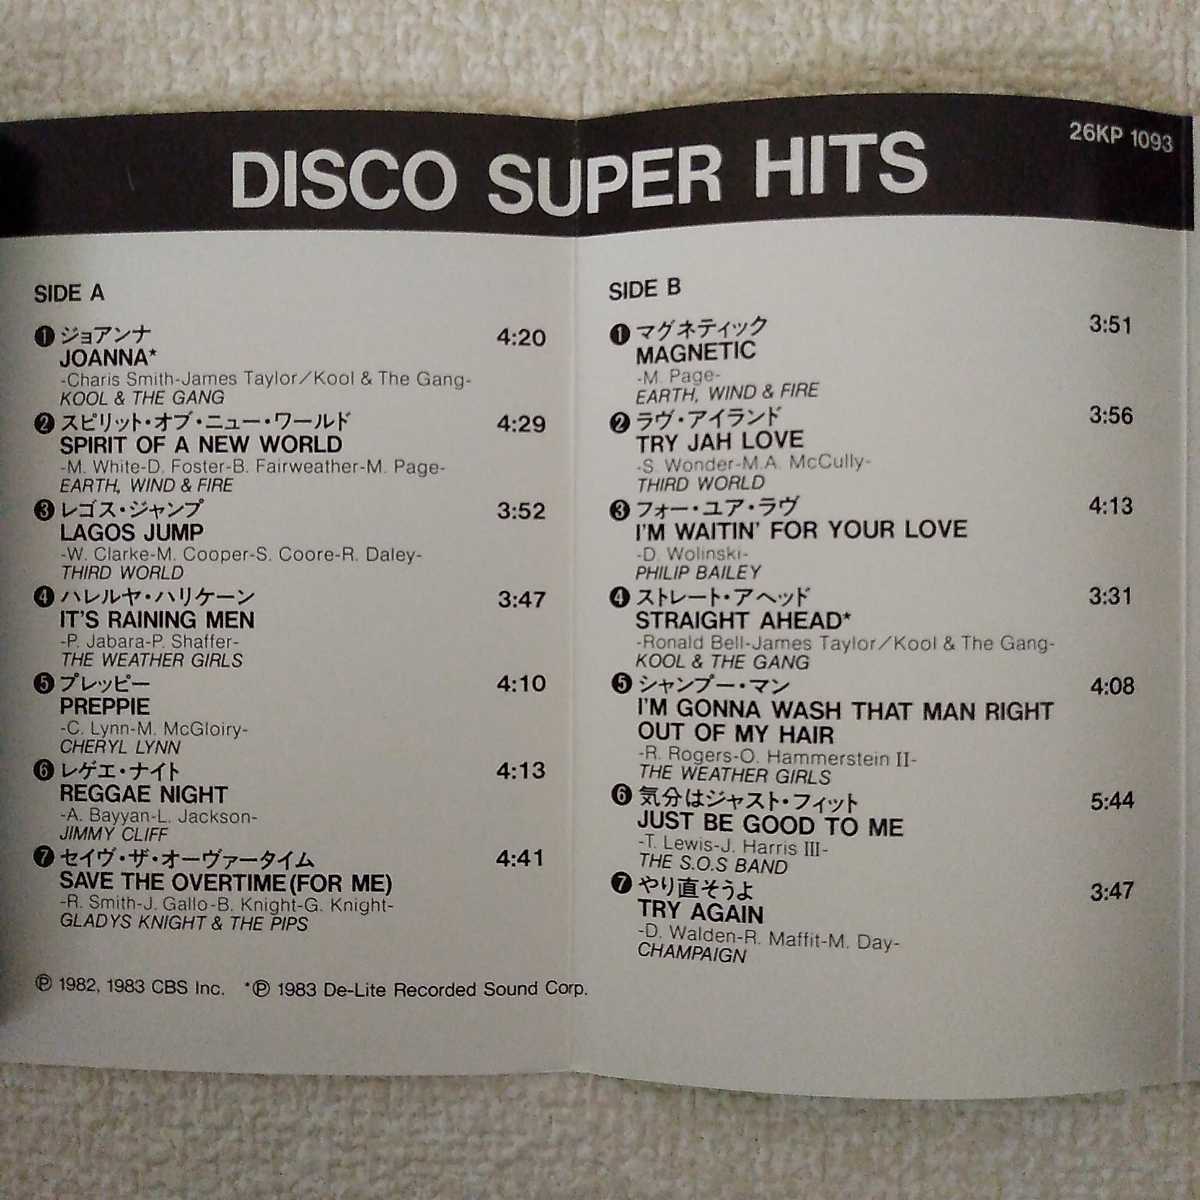 DISCO SUPER HITS
26KP 1093
SIDE A
❶ ジョアンナ 4:20
JOANNA*
-Charis Smith-James Taylor/Kool & The Gang-
KOOL & THE GANG
❷ スピリット・オブ・ニュー・ワールド 4:29
SPIRIT OF A NEW WORLD
-M. White-D. Foster-B. Fairweather-M. Page-
EARTH, WIND & FIRE
❸ レゴス・ジャンプ 3:52
LAGOS JUMP
-W. Clarke-M. Cooper-S. Coore-R. Daley-
THIRD WORLD
❹ ハレルヤ・ハリケーン 3:47
IT'S RAINING MEN
-P. Jabara-P. Shaffer-
THE WEATHER GIRLS
❺ プレッピー 4:10
PREPPIE
-C. Lynn-M. McGloiry-
CHERYL LYNN
❻ レゲエ・ナイト 4:13
REGGAE NIGHT
-A. Bayyan-L. Jackson-
JIMMY CLIFF
❼ セイヴ・ザ・オーヴァータイム 4:41
SAVE THE OVERTIME (FOR ME)
-R. Smith-J. Gallo-B. Knight-G. Knight-
GLADYS KNIGHT & THE PIPS
Ⓟ 1982, 1983 CBS Inc. *Ⓟ 1983 De-Lite Recorded Sound Corp.
SIDE B
❶ マグネティック 3:51
MAGNETIC
-M. Page-
EARTH, WIND & FIRE
❷ ラヴ・アイランド 3:56
TRY JAH LOVE
-S. Wonder-M.A. McCully-
THIRD WORLD
❸ フォー・ユア・ラヴ 4:13
I'M WAITIN' FOR YOUR LOVE
-D. Wolinski-
PHILIP BAILEY
❹ ストレート・アヘッド 3:31
STRAIGHT AHEAD*
-Ronald Bell-James Taylor/Kool & The Gang-
KOOL & THE GANG
❺ シャンプー・マン 4:08
I'M GONNA WASH THAT MAN RIGHT
OUT OF MY HAIR
-R. Rogers-O. Hammerstein II-
THE WEATHER GIRLS
❻ 気分はジャスト・フィット 5:44
JUST BE GOOD TO ME
-T. Lewis-J. Harris III-
THE S.O.S BAND
❼ やり直そうよ 3:47
TRY AGAIN
-D. Walden-R. Maffit-M. Day-
CHAMPAIGN